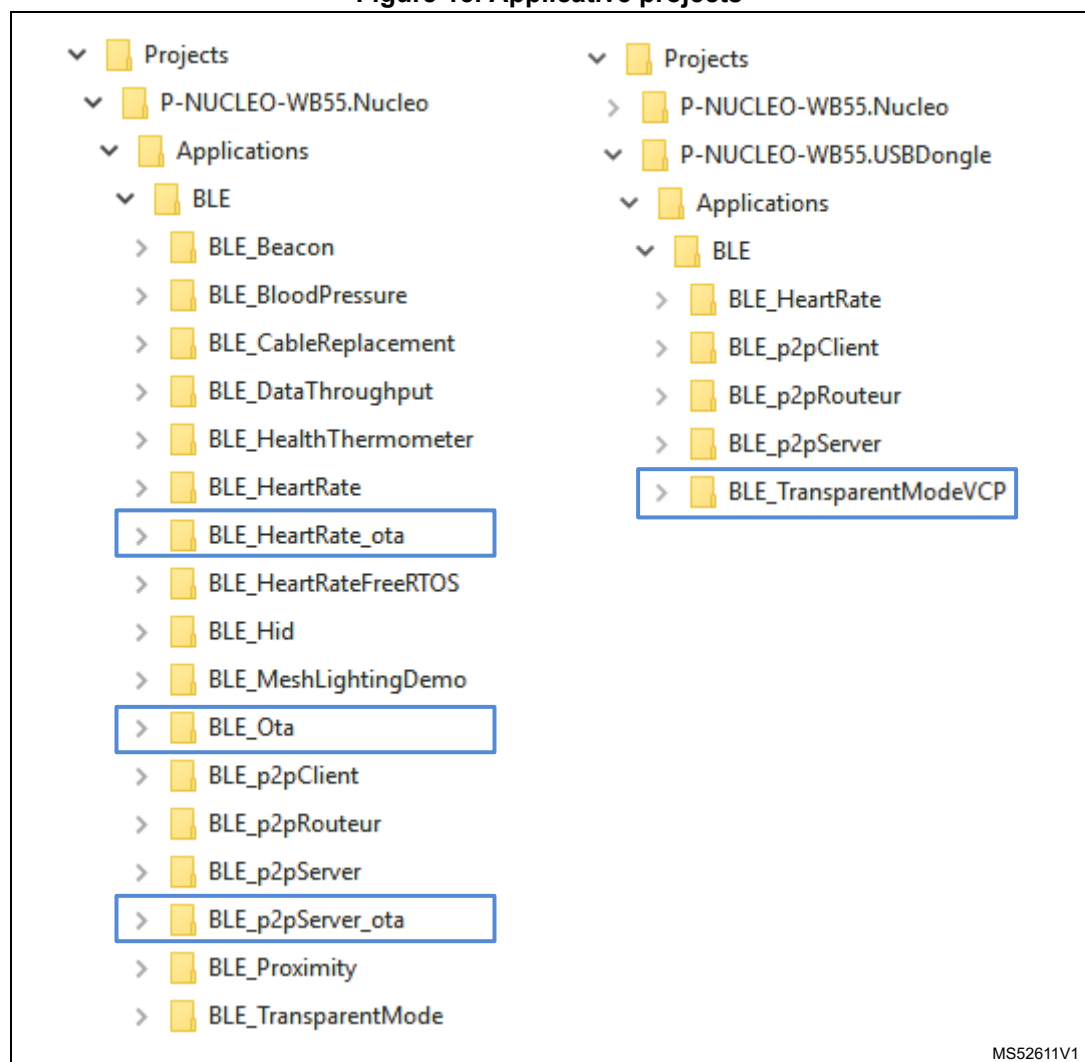 Projects
P-NUCLEO-WB55.Nucleo
Applications
BLE
BLE_Beacon
BLE_BloodPressure
BLE_CableReplacement
BLE_DataThroughput
BLE_HealthThermometer
BLE_HeartRate
BLE_HeartRate_ota
BLE_HeartRateFreeRTOS
BLE_Hid
BLE_MeshLightingDemo
BLE_Ota
BLE_p2pClient
BLE_p2pRouteur
BLE_p2pServer
BLE_p2pServer_ota
BLE_Proximity
BLE_TransparentMode
Projects
P-NUCLEO-WB55.Nucleo
P-NUCLEO-WB55.USBDongle
Applications
BLE
BLE_HeartRate
BLE_p2pClient
BLE_p2pRouteur
BLE_p2pServer
BLE_TransparentModeVCP
MS52611V1